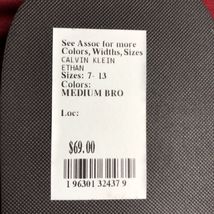 See Assoc for more
Colors, Widths, Sizes
CALVIN KLEIN
ETHAN
Sizes: 7- 13
Colors:
MEDIUM BRO
Loc:
$69.00
1 96301 32437 9